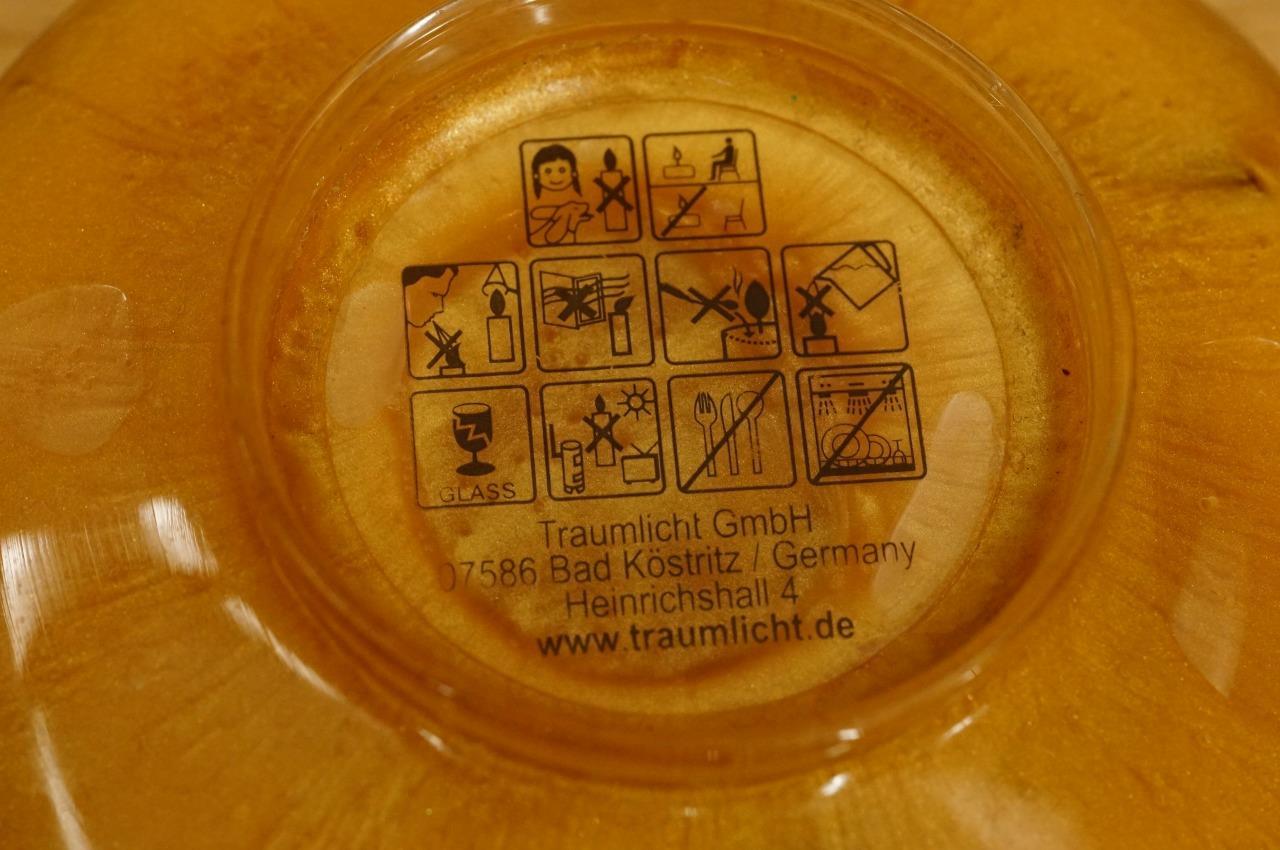 GLASS
Traumlicht GmbH
07586 Bad Köstritz / Germany
Heinrichshall 4
www.traumlicht.de